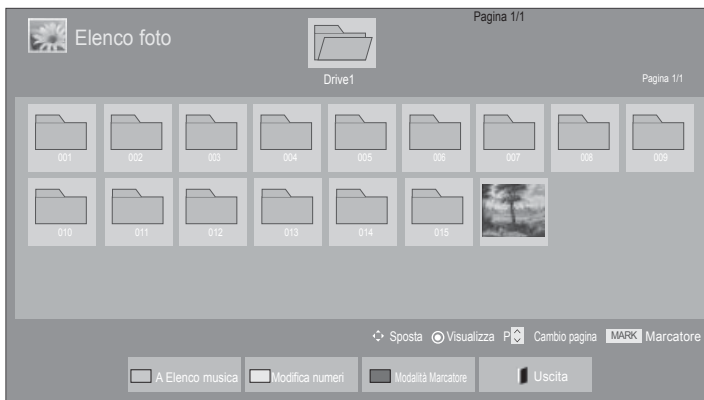 Pagina 1/1
Elenco foto
Drive1
Pagina 1/1
001 002 003 004 005 006 007 008 009
010 011 012 013 014 015
Sposta Visualizza P Cambio pagina MARK Marcatore
A Elenco musica Modifica numeri Modalità Marcatore Uscita